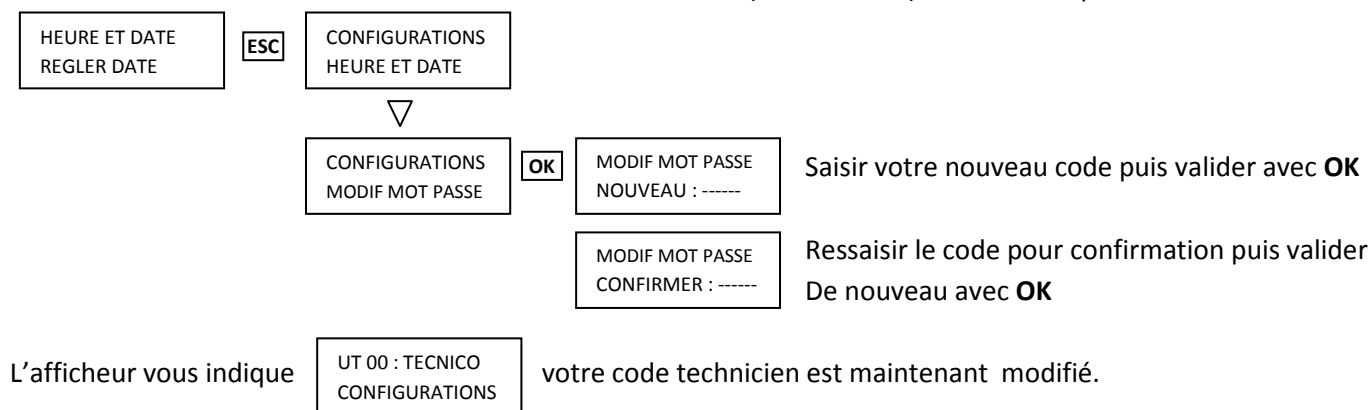 HEURE ET DATE
REGLER DATE
ESC
CONFIGURATIONS
HEURE ET DATE
CONFIGURATIONS
MODIF MOT PASSE
OK
MODIF MOT PASSE
NOUVEAU : ------
Saisir votre nouveau code puis valider avec OK
MODIF MOT PASSE
CONFIRMER : ------
Ressaisir le code pour confirmation puis valider
De nouveau avec OK
L'afficheur vous indique
UT 00 : TECNICO
CONFIGURATIONS
votre code technicien est maintenant modifié.